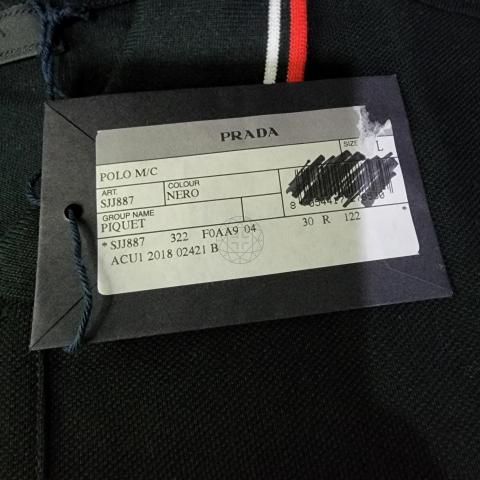 PRADA
SIZE L
POLO M/C
ART. COLOUR
SJJ887 NERO
GROUP NAME
PIQUET
* SJJ887 322 F0AA9 04 30 R 122 *
ACU1 2018 02421 B